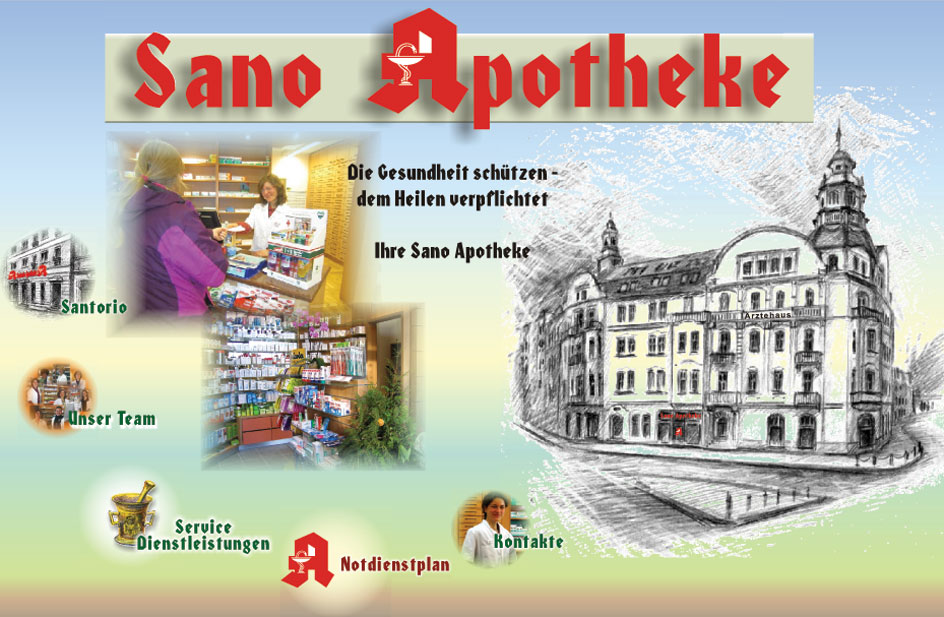 Sano Apotheke
Die Gesundheit schützen -
dem Heilen verpflichtet
Ihre Sano Apotheke
Santorio
Ärztehaus
Unser Team
Service
Dienstleistungen
Notdienstplan
Kontakte